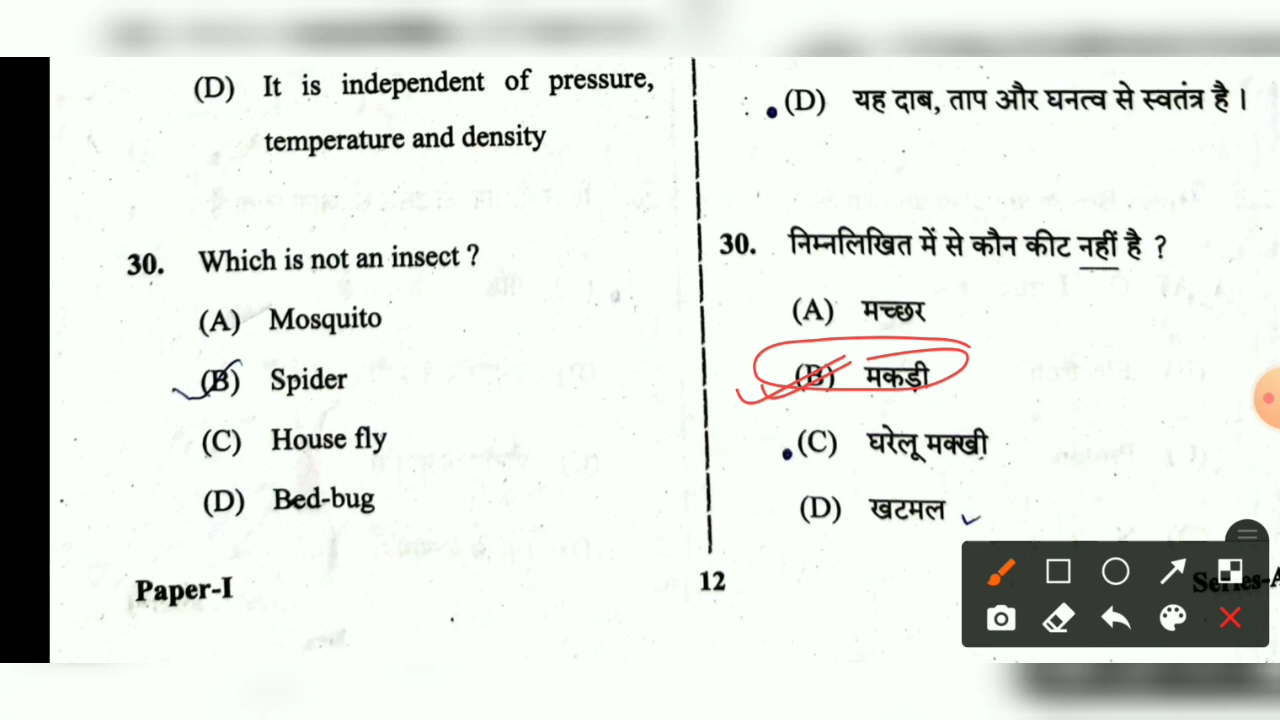 (D) It is independent of pressure,
temperature and density
30. Which is not an insect ?
(A) Mosquito
(B) Spider
(C) House fly
(D) Bed-bug
Paper-I
(D) यह दाब, ताप और घनत्व से स्वतंत्र है ।
30. निम्नलिखित में से कौन कीट नहीं है ?
(A) मच्छर
(B) मकड़ी
(C) घरेलू मक्खी
(D) खटमल
12
Series-A